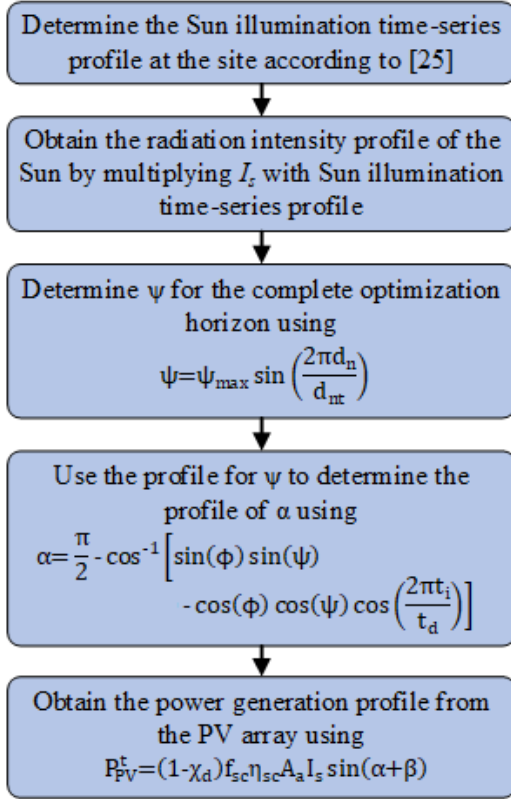 Determine the Sun illumination time-series
profile at the site according to [25]
Obtain the radiation intensity profile of the
Sun by multiplying Iₛ with Sun illumination
time-series profile
Determine ψ for the complete optimization
horizon using
ψ=ψ_max sin(2πd_n/d_nt)
Use the profile for ψ to determine the
profile of α using
α=π/2 - cos⁻¹[sin(ϕ) sin(ψ)
- cos(ϕ) cos(ψ) cos(2πt_i/t_d)]
Obtain the power generation profile from
the PV array using
P_PV^t=(1-χ_d)f_sc η_sc A_a I_s sin(α+β)